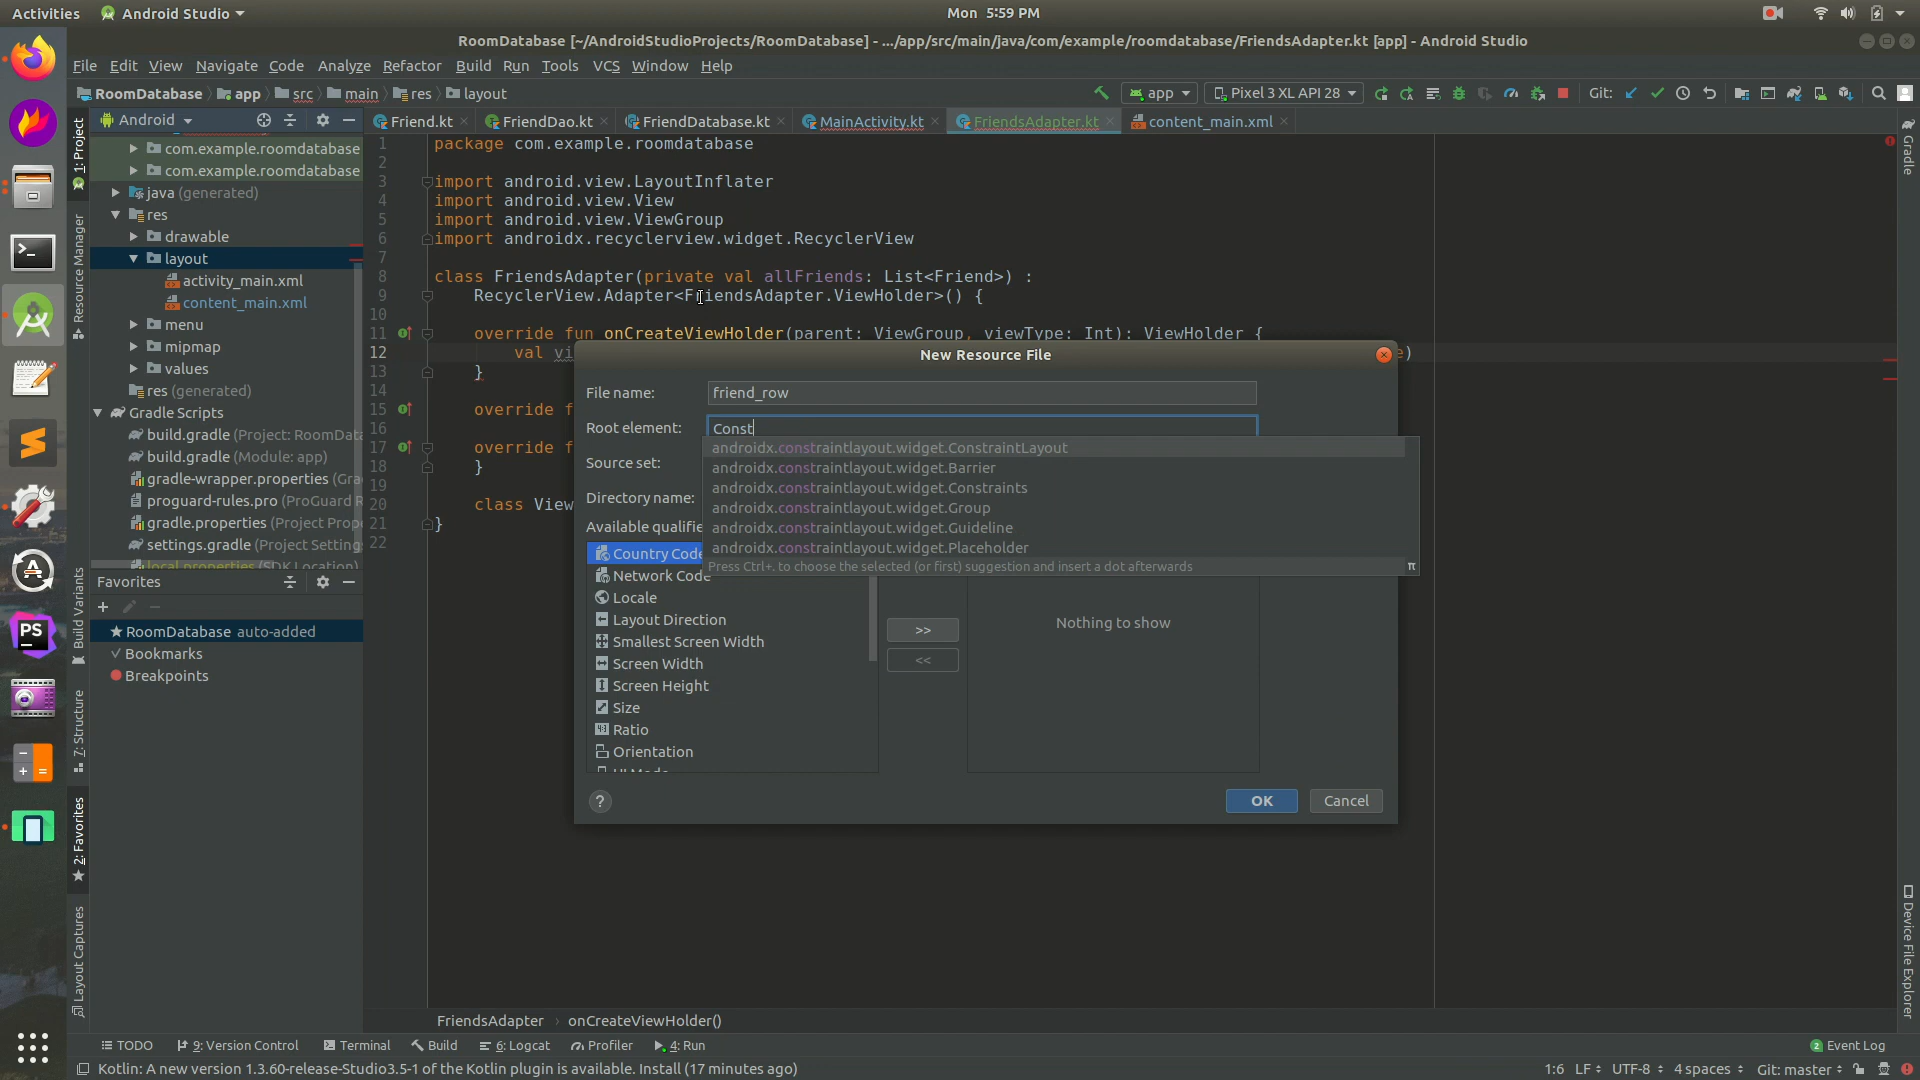 Activities Android Studio Mon 5:59 PM
RoomDatabase [~/AndroidStudioProjects/RoomDatabase] - .../app/src/main/java/com/example/roomdatabase/FriendsAdapter.kt [app] - Android Studio
File Edit View Navigate Code Analyze Refactor Build Run Tools VCS Window Help
RoomDatabase app src main res layout app Pixel 3 XL API 28 Git:
Android Friend.kt FriendDao.kt FriendDatabase.kt MainActivity.kt FriendsAdapter.kt content_main.xml
1: Project
Resource Manager
Build Variants
7: Structure
2: Favorites
Layout Captures
com.example.roomdatabase
com.example.roomdatabase
java (generated)
res
drawable
layout
activity_main.xml
content_main.xml
menu
mipmap
values
res (generated)
Gradle Scripts
build.gradle (Project: RoomData
build.gradle (Module: app)
gradle-wrapper.properties (Gra
proguard-rules.pro (ProGuard R
gradle.properties (Project Prop
settings.gradle (Project Setting
local.properties (SDK Location)
Favorites
RoomDatabase auto-added
Bookmarks
Breakpoints
1 package com.example.roomdatabase
2
3 import android.view.LayoutInflater
4 import android.view.View
5 import android.view.ViewGroup
6 import androidx.recyclerview.widget.RecyclerView
7
8 class FriendsAdapter(private val allFriends: List<Friend>) :
9 RecyclerView.Adapter<FriendsAdapter.ViewHolder>() {
10
11 override fun onCreateViewHolder(parent: ViewGroup, viewType: Int): ViewHolder {
12 val vi e)
13 }
14
15 override f
16
17 override f
18 }
19
20 class View
21 }
22
New Resource File
File name: friend_row
Root element: Const
Source set:
Directory name:
Available qualifie
androidx.constraintlayout.widget.ConstraintLayout
androidx.constraintlayout.widget.Barrier
androidx.constraintlayout.widget.Constraints
androidx.constraintlayout.widget.Group
androidx.constraintlayout.widget.Guideline
androidx.constraintlayout.widget.Placeholder
Press Ctrl+. to choose the selected (or first) suggestion and insert a dot afterwards π
Country Code
Network Code
Locale
Layout Direction
Smallest Screen Width
Screen Width
Screen Height
Size
Ratio
Orientation
>>
<<
Nothing to show
? OK Cancel
Gradle
Device File Explorer
PS
FriendsAdapter › onCreateViewHolder()
TODO 9: Version Control Terminal Build 6: Logcat Profiler 4: Run 2 Event Log
Kotlin: A new version 1.3.60-release-Studio3.5-1 of the Kotlin plugin is available. Install (17 minutes ago) 1:6 LF UTF-8 4 spaces Git: master